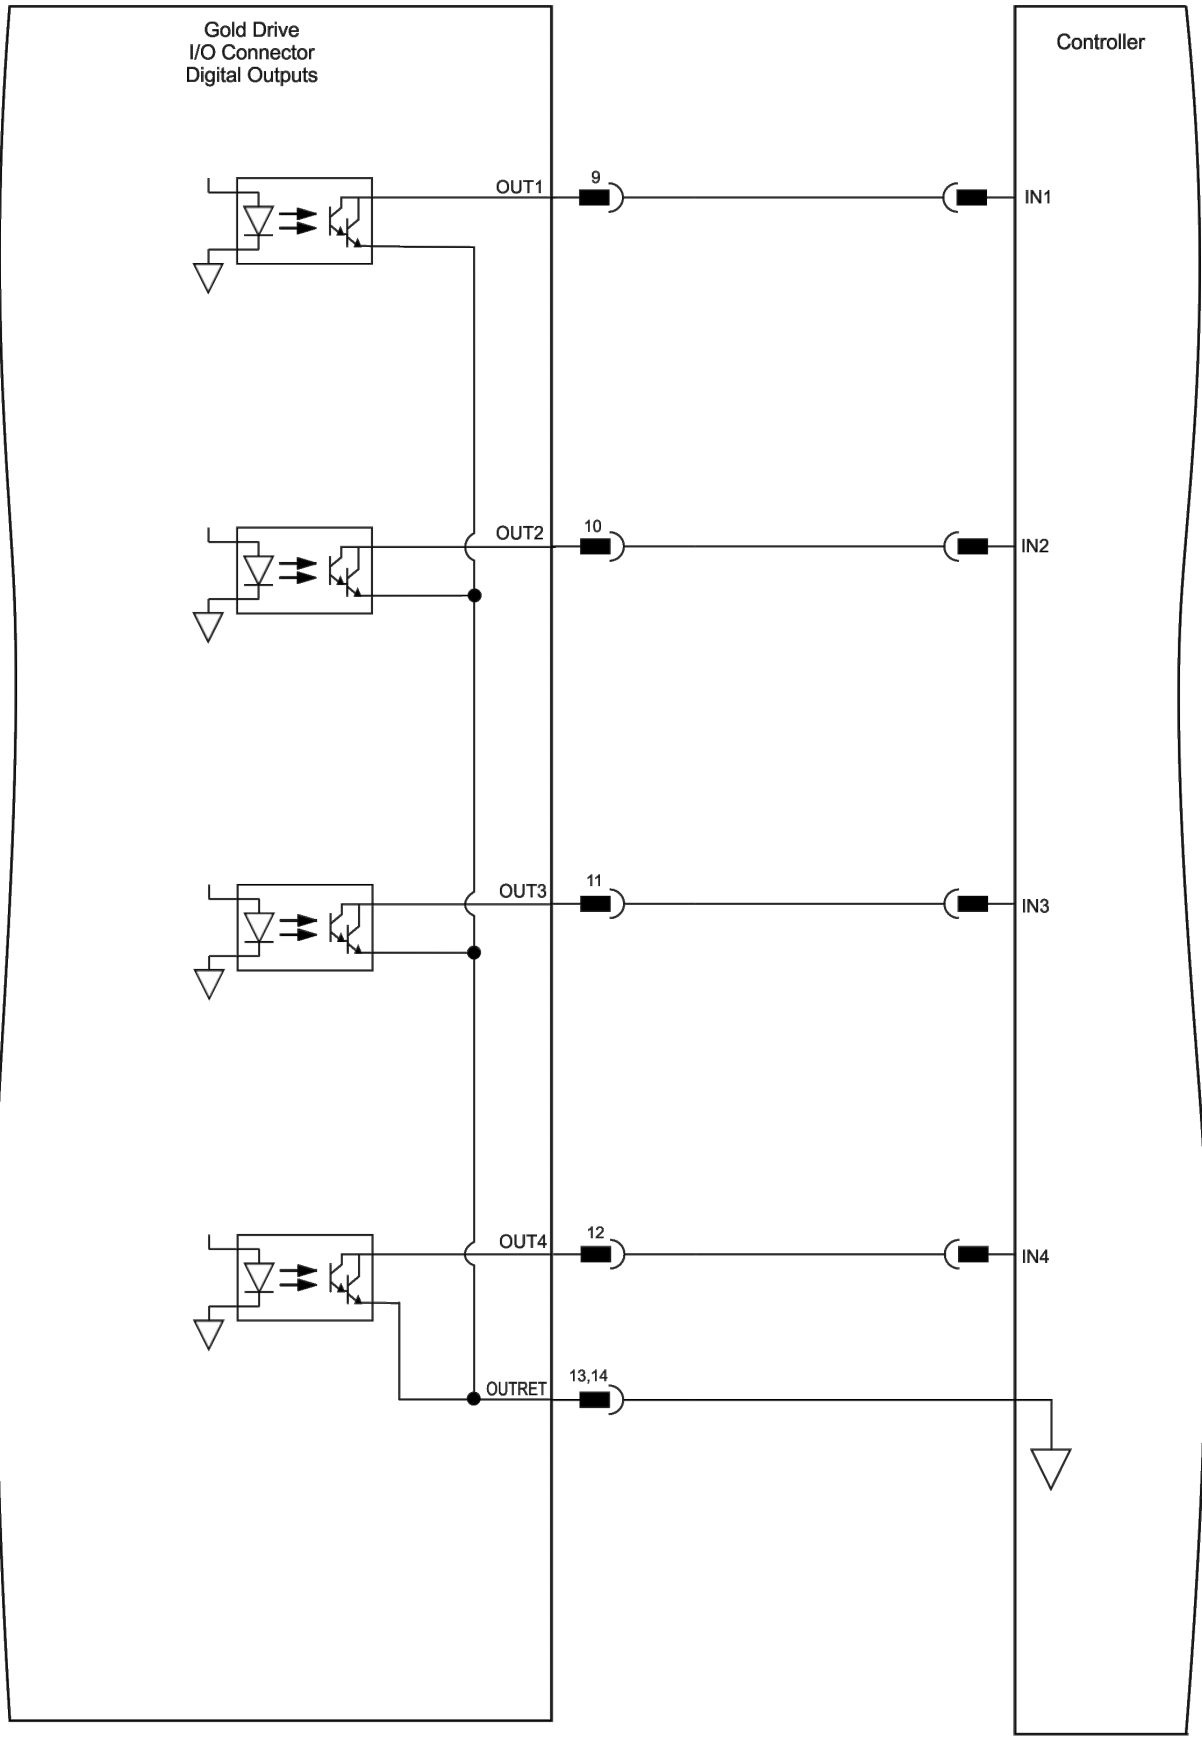 Gold Drive
I/O Connector
Digital Outputs
Controller
OUT1
9
IN1
OUT2
10
IN2
OUT3
11
IN3
OUT4
12
IN4
OUTRET
13,14